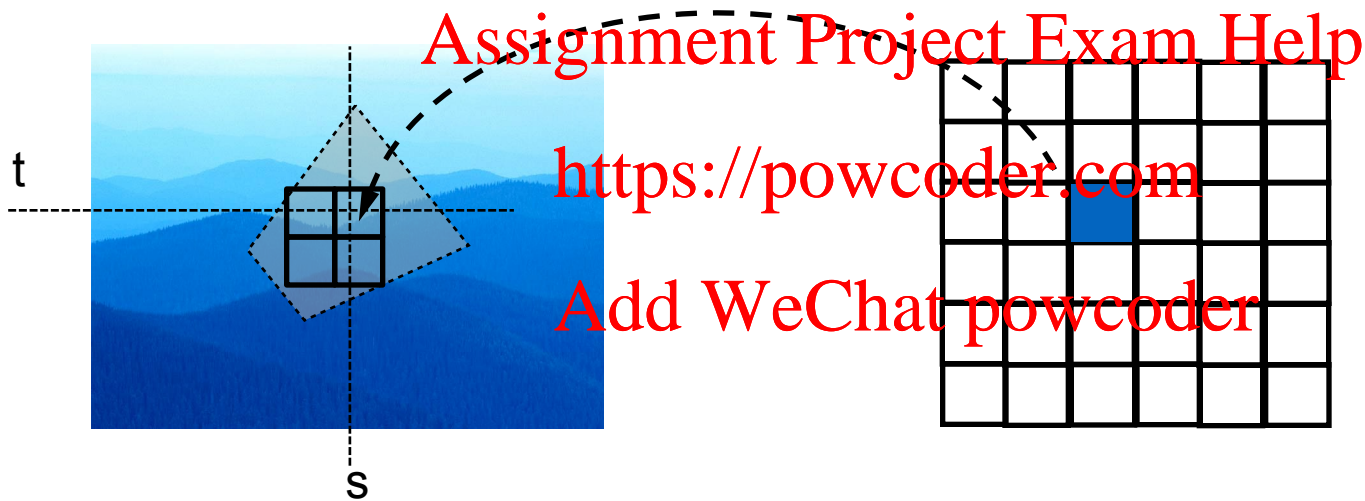 Assignment Project Exam Help
https://powcoder.com
t
Add WeChat powcoder
s